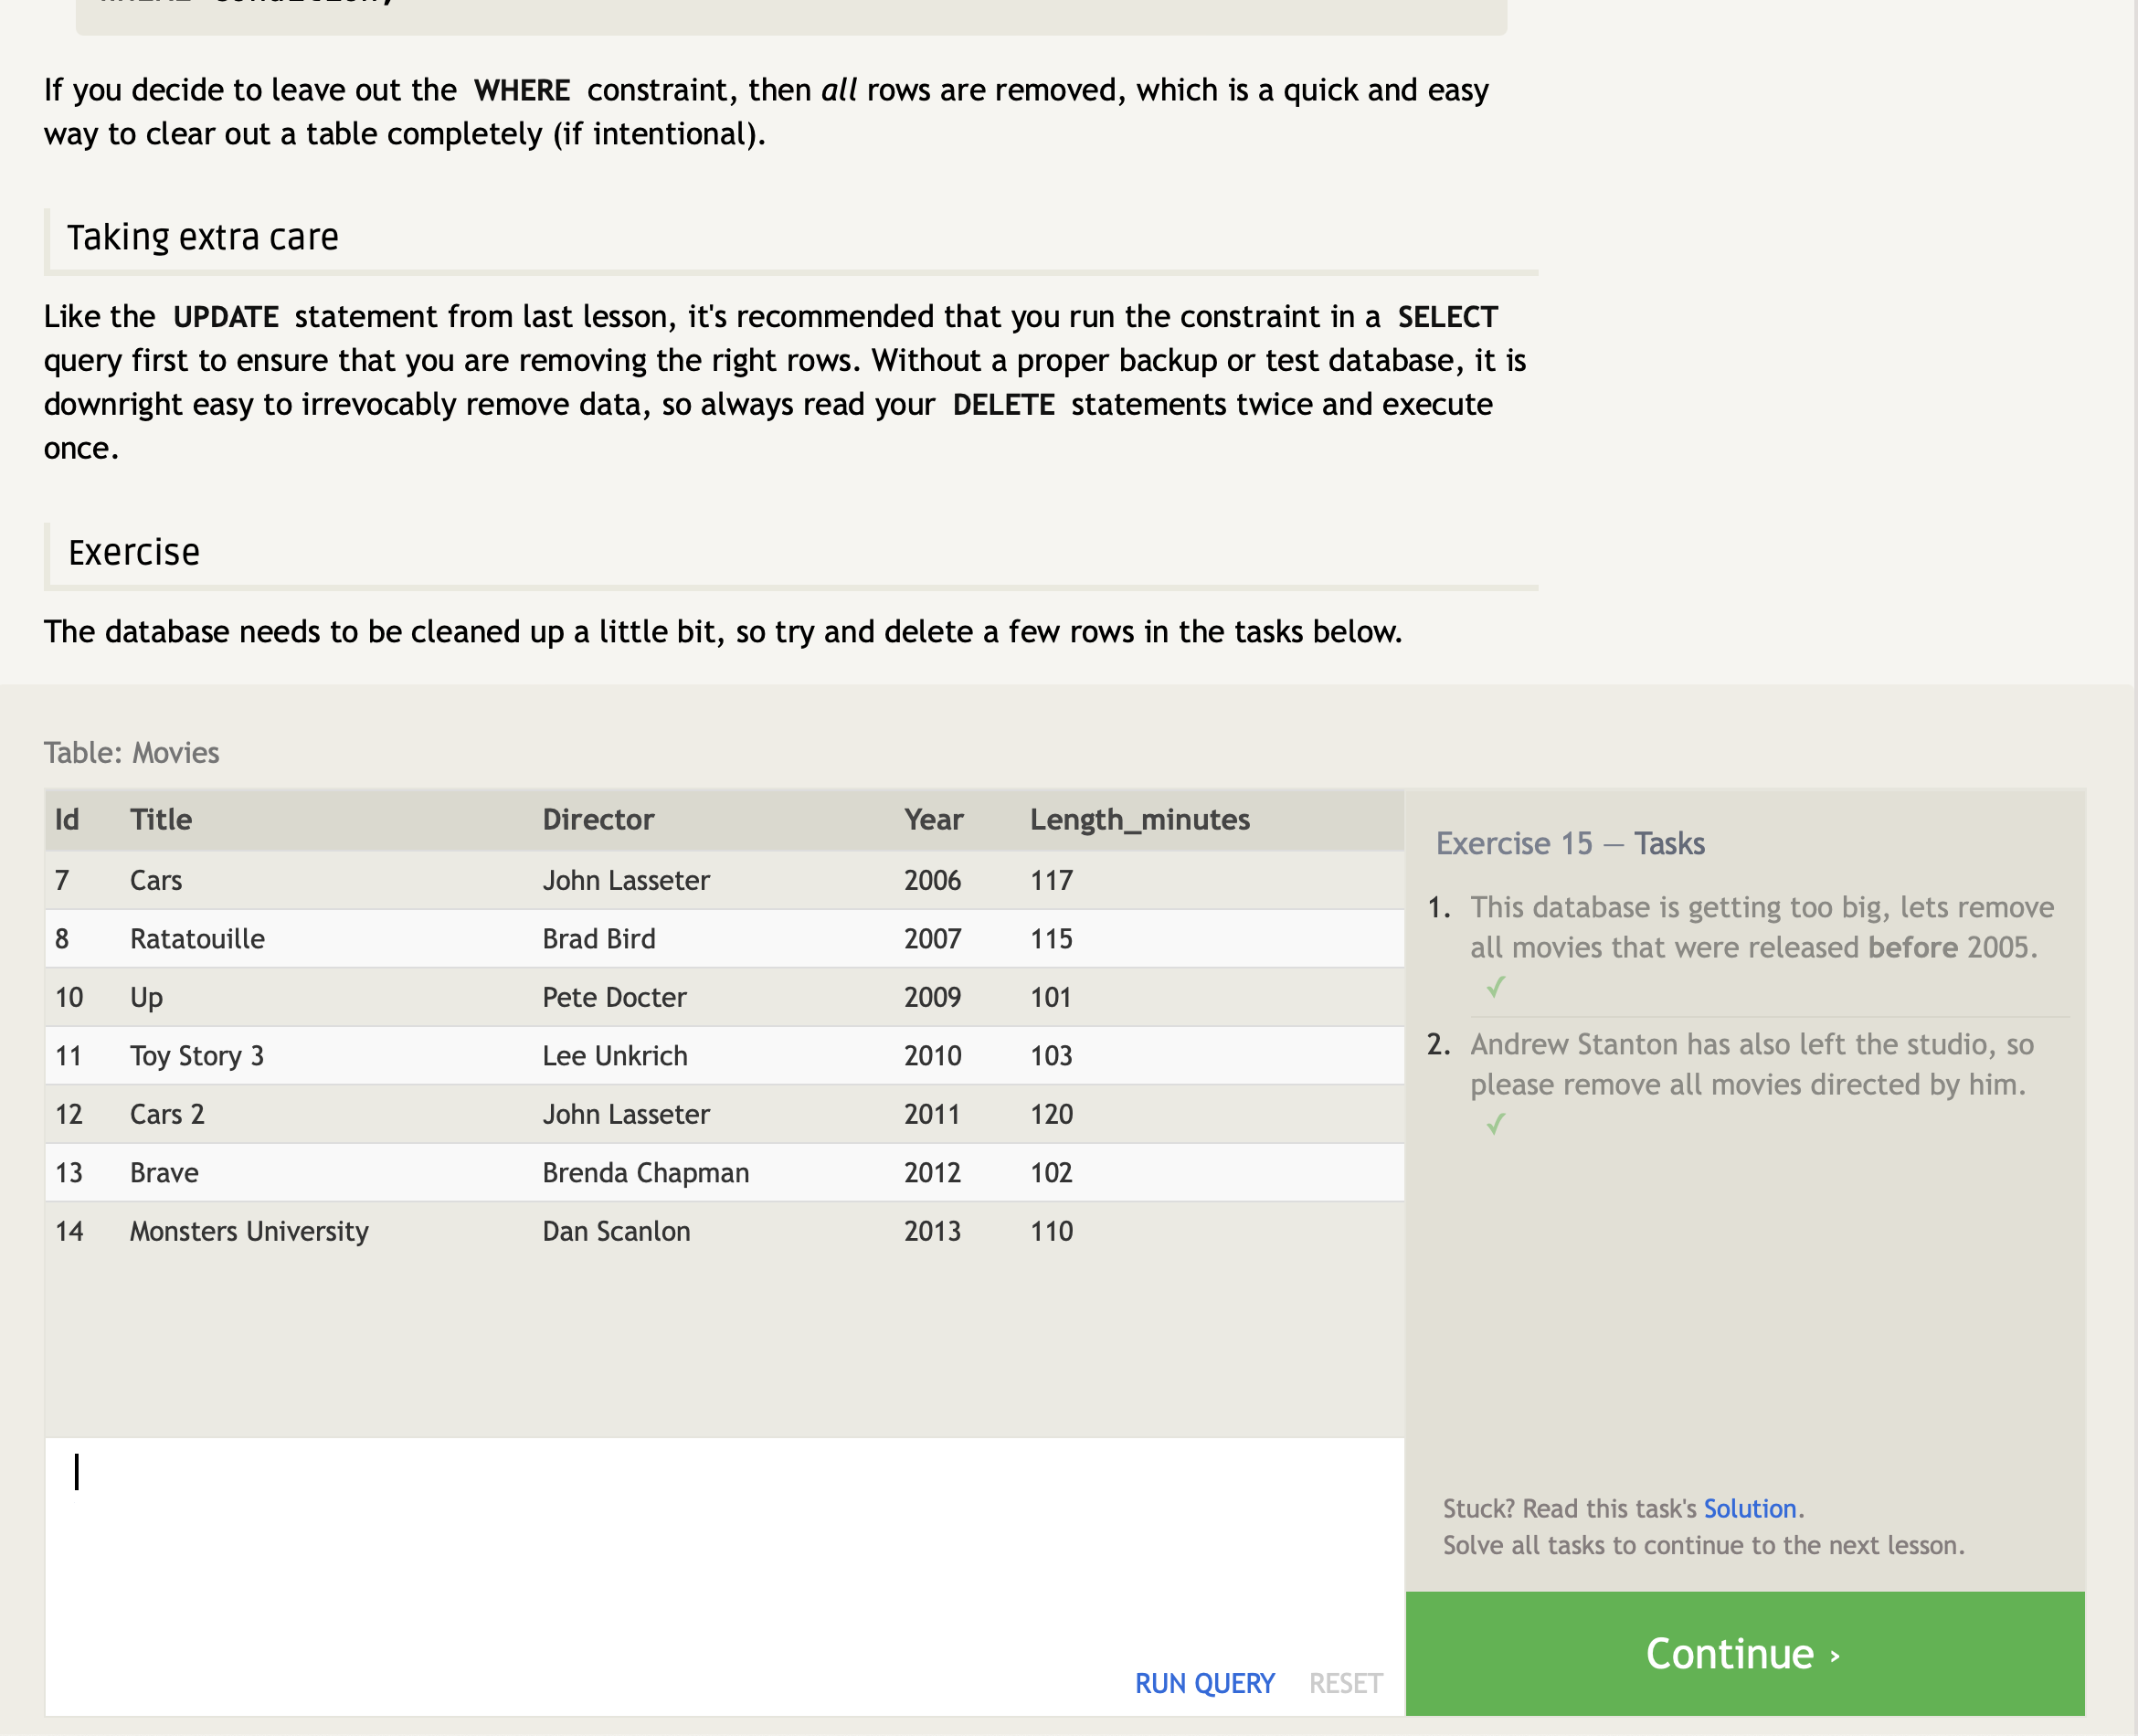 If you decide to leave out the WHERE constraint, then all rows are removed, which is a quick and easy
way to clear out a table completely (if intentional).
Taking extra care
Like the UPDATE statement from last lesson, it's recommended that you run the constraint in a SELECT
query first to ensure that you are removing the right rows. Without a proper backup or test database, it is
downright easy to irrevocably remove data, so always read your DELETE statements twice and execute
once.
Exercise
The database needs to be cleaned up a little bit, so try and delete a few rows in the tasks below.
Table: Movies
Id Title Director Year Length_minutes
7 Cars John Lasseter 2006 117
8 Ratatouille Brad Bird 2007 115
10 Up Pete Docter 2009 101
11 Toy Story 3 Lee Unkrich 2010 103
12 Cars 2 John Lasseter 2011 120
13 Brave Brenda Chapman 2012 102
14 Monsters University Dan Scanlon 2013 110
RUN QUERY RESET
Exercise 15 — Tasks
1. This database is getting too big, lets remove
all movies that were released before 2005.
✓
2. Andrew Stanton has also left the studio, so
please remove all movies directed by him.
✓
Stuck? Read this task's Solution.
Solve all tasks to continue to the next lesson.
Continue ›